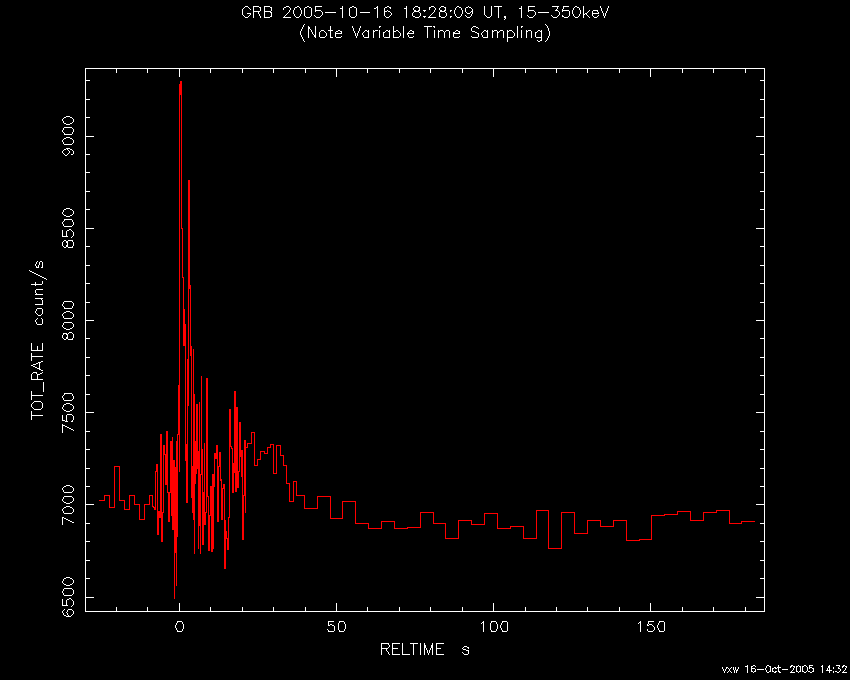 GRB 2005-10-16 18:28:09 UT, 15-350keV
(Note Variable Time Sampling)
9000
8500
8000
7500
7000
6500
TOT_RATE count/s
0 50 100 150
RELTIME s
vxw 16-Oct-2005 14:32